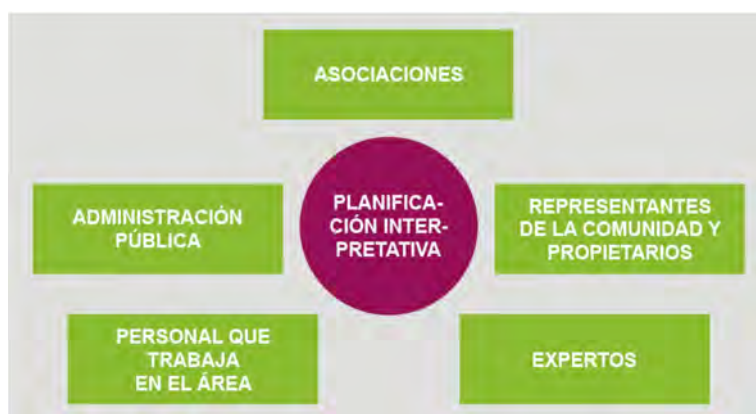 ASOCIACIONES
ADMINISTRACIÓN
PÚBLICA
PLANIFICA-
CIÓN INTER-
PRETATIVA
REPRESENTANTES
DE LA COMUNIDAD Y
PROPIETARIOS
PERSONAL QUE
TRABAJA
EN EL ÁREA
EXPERTOS